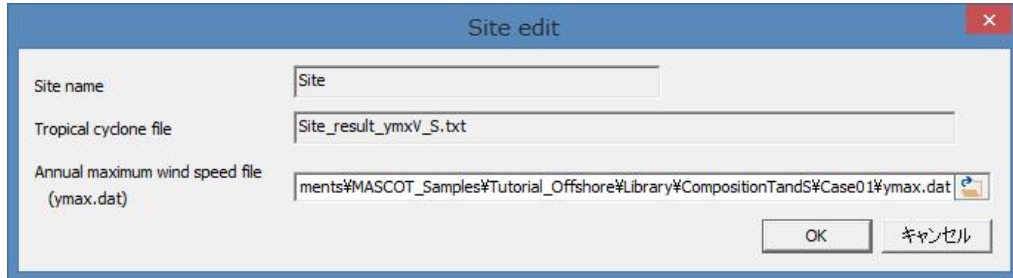 Site edit
Site name
Site
Tropical cyclone file
Site_result_ymxV_S.txt
Annual maximum wind speed file
(ymax.dat)
ments¥MASCOT_Samples¥Tutorial_Offshore¥Library¥CompositionTandS¥Case01¥ymax.dat
OK
キャンセル